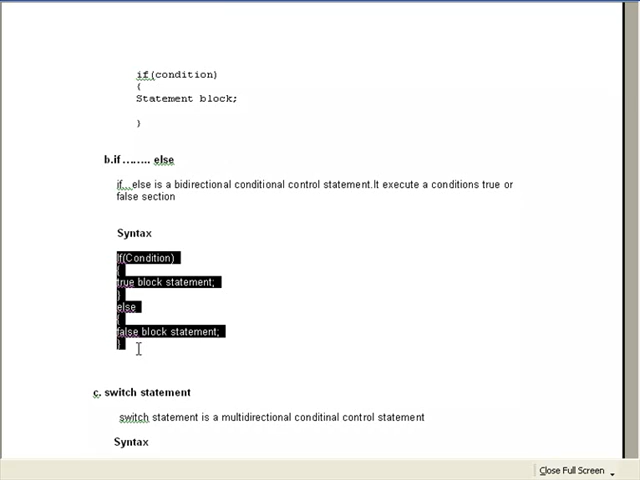 if(condition)
{
Statement block;
}
b.if …….. else
if...else is a bidirectional conditional control statement.It execute a conditions true or
false section
Syntax
If(Condition)
{
true block statement;
}
else
{
false block statement;
}
c. switch statement
switch statement is a multidirectional conditinal control statement
Syntax
Close Full Screen